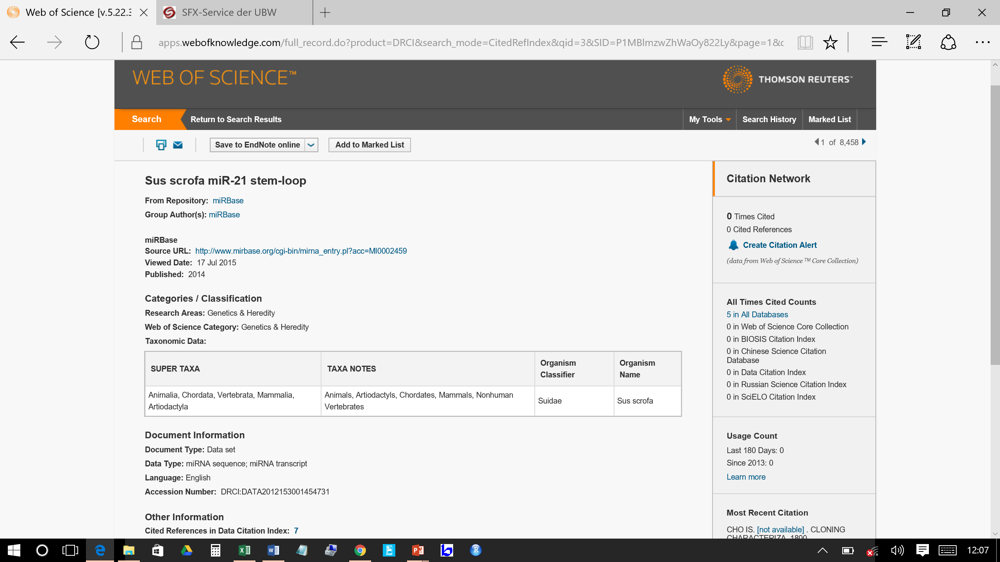 Web of Science [v.5.22.3
SFX-Service der UBW
apps.webofknowledge.com/full_record.do?product=DRCI&search_mode=CitedRefIndex&qid=3&SID=P1MBlmzwZhWaOy822Ly&page=1&c
WEB OF SCIENCE™
THOMSON REUTERS™
Search
Return to Search Results
My Tools
Search History
Marked List
Save to EndNote online
Add to Marked List
1 of 8,458
Sus scrofa miR-21 stem-loop
From Repository: miRBase
Group Author(s): miRBase
miRBase
Source URL: http://www.mirbase.org/cgi-bin/mirna_entry.pl?acc=MI0002459
Viewed Date: 17 Jul 2015
Published: 2014
Categories / Classification
Research Areas: Genetics & Heredity
Web of Science Category: Genetics & Heredity
Taxonomic Data:
SUPER TAXA
TAXA NOTES
Organism
Classifier
Organism
Name
Animalia, Chordata, Vertebrata, Mammalia,
Artiodactyla
Animals, Artiodactyls, Chordates, Mammals, Nonhuman
Vertebrates
Suidae
Sus scrofa
Document Information
Document Type: Data set
Data Type: miRNA sequence; miRNA transcript
Language: English
Accession Number: DRCI:DATA2012153001454731
Other Information
Cited References in Data Citation Index: 7
Citation Network
0 Times Cited
0 Cited References
Create Citation Alert
(data from Web of Science ™ Core Collection)
All Times Cited Counts
5 in All Databases
0 in Web of Science Core Collection
0 in BIOSIS Citation Index
0 in Chinese Science Citation
Database
0 in Data Citation Index
0 in Russian Science Citation Index
0 in SciELO Citation Index
Usage Count
Last 180 Days: 0
Since 2013: 0
Learn more
Most Recent Citation
CHO IS. [not available] . CLONING
CHARACTERIZA, 1800
12:07